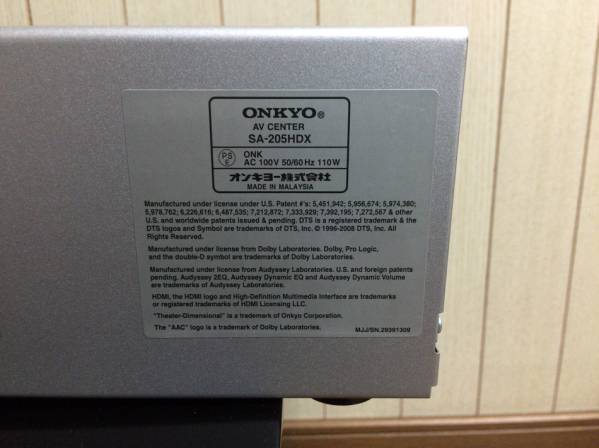 ONKYO®
AV CENTER
SA-205HDX
PS
E
ONK
AC 100V 50/60Hz 110W
オンキヨー株式会社
MADE IN MALAYSIA
Manufactured under license under U.S. Patent #'s: 5,451,942; 5,956,674; 5,974,380;
5,978,762; 6,226,616; 6,487,535; 7,212,872; 7,333,929; 7,392,195; 7,272,567 & other
U.S. and worldwide patents issued & pending. DTS is a registered trademark & the
DTS logos and Symbol are trademarks of DTS, Inc. © 1996-2008 DTS, Inc. All
Rights Reserved.
Manufactured under license from Dolby Laboratories. Dolby, Pro Logic,
and the double-D symbol are trademarks of Dolby Laboratories.
Manufactured under license from Audyssey Laboratories. U.S. and foreign patents
pending. Audyssey 2EQ, Audyssey Dynamic EQ and Audyssey Dynamic Volume
are trademarks of Audyssey Laboratories.
HDMI, the HDMI logo and High-Definition Multimedia Interface are trademarks
or registered trademarks of HDMI Licensing LLC.
"Theater-Dimensional" is a trademark of Onkyo Corporation.
The "AAC" logo is a trademark of Dolby Laboratories.
MJJ/SN.29391309